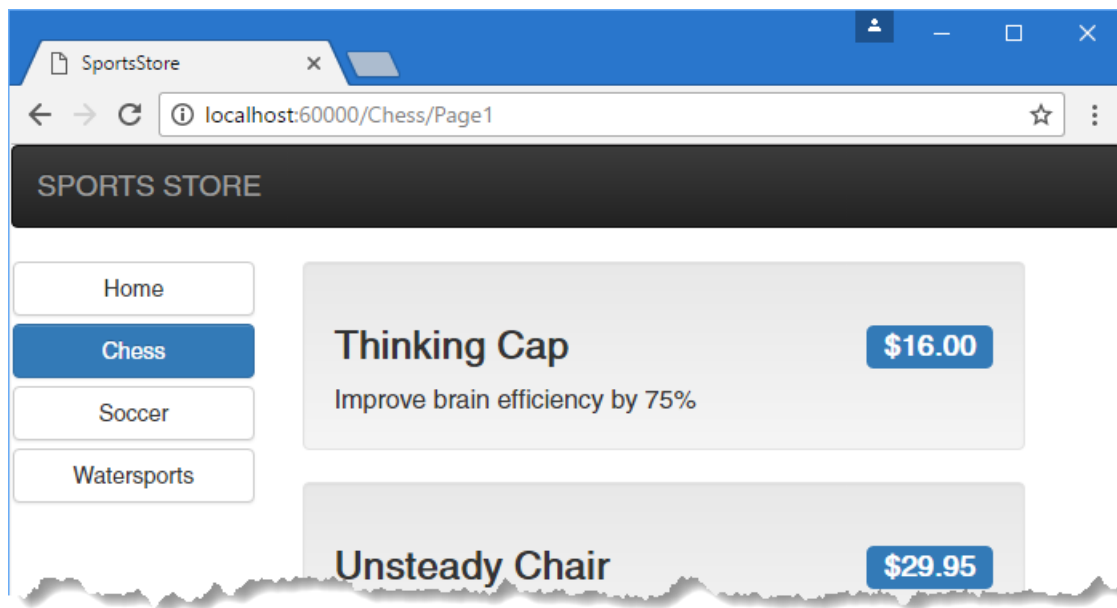 SportsStore
localhost:60000/Chess/Page1
SPORTS STORE
Home
Chess
Soccer
Watersports
Thinking Cap $16.00
Improve brain efficiency by 75%
Unsteady Chair $29.95